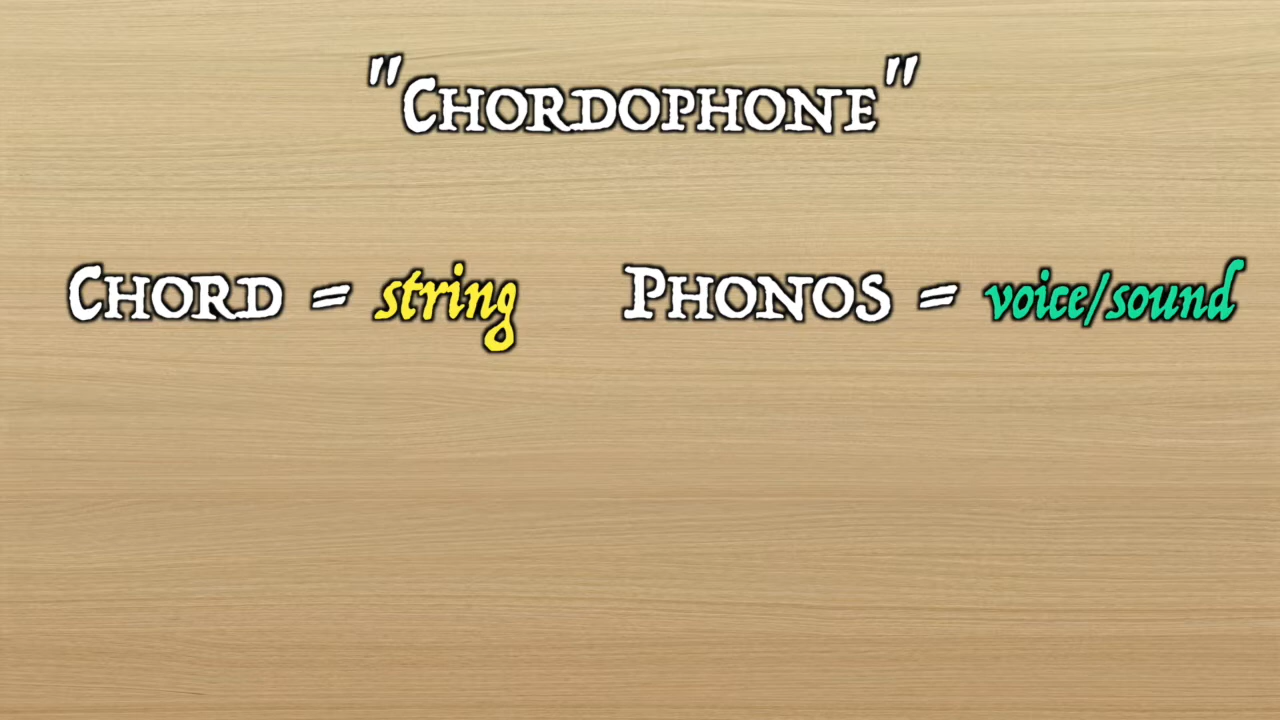 "Chordophone"
Chord = string Phonos = voice/sound